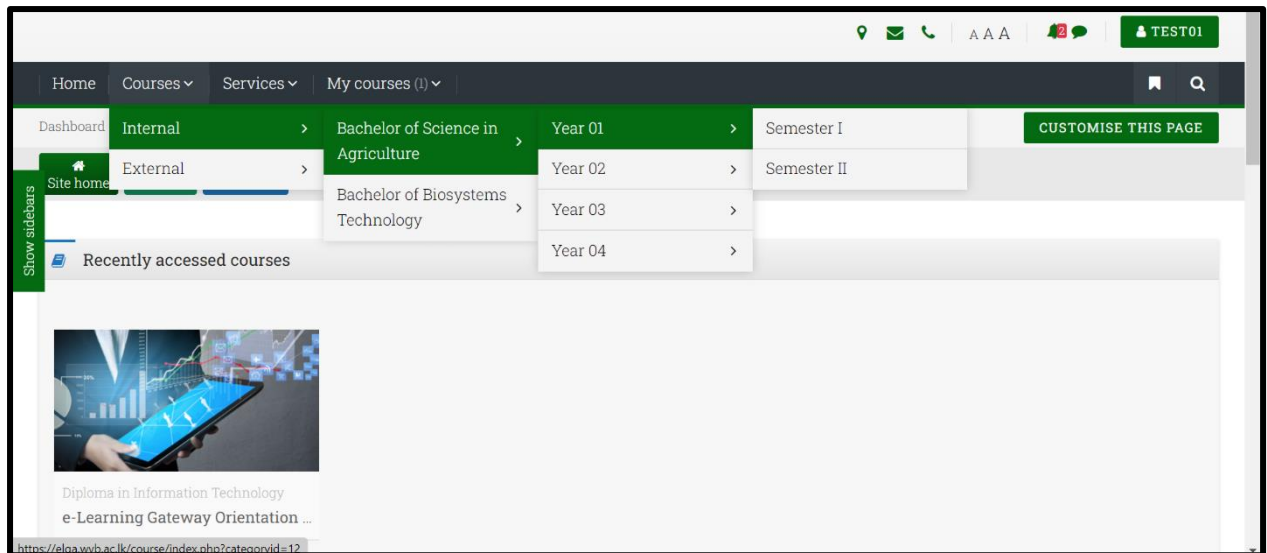 A A A
2
TEST01
Home
Courses
Services
My courses (1)
Dashboard
Internal
Bachelor of Science in
Agriculture
Year 01
Semester I
CUSTOMISE THIS PAGE
Site home
External
Bachelor of Biosystems
Technology
Year 02
Semester II
Year 03
Year 04
Show sidebars
Recently accessed courses
Diploma in Information Technology
e-Learning Gateway Orientation ...
https://elga.wyb.ac.lk/course/index.php?categoryid=12